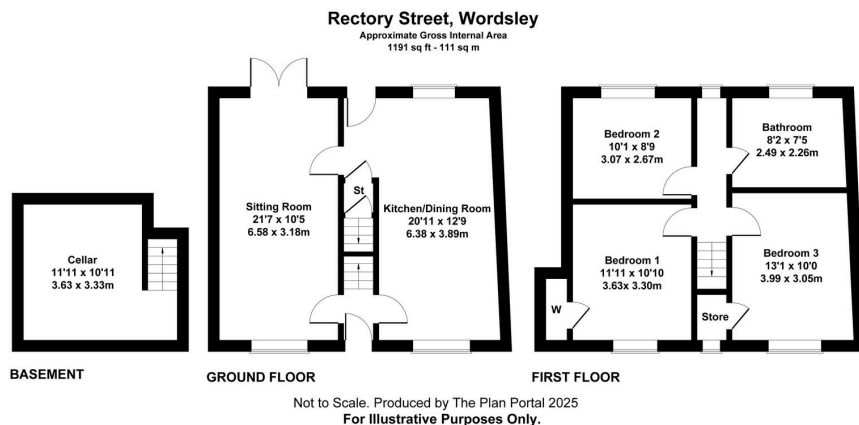 Rectory Street, Wordsley
Approximate Gross Internal Area
1191 sq ft - 111 sq m
Cellar
11'11 x 10'11
3.63 x 3.33m
BASEMENT
Sitting Room
21'7 x 10'5
6.58 x 3.18m
St
Kitchen/Dining Room
20'11 x 12'9
6.38 x 3.89m
GROUND FLOOR
Bedroom 2
10'1 x 8'9
3.07 x 2.67m
Bathroom
8'2 x 7'5
2.49 x 2.26m
Bedroom 1
11'11 x 10'10
3.63x 3.30m
Bedroom 3
13'1 x 10'0
3.99 x 3.05m
W
Store
FIRST FLOOR
Not to Scale. Produced by The Plan Portal 2025
For Illustrative Purposes Only.